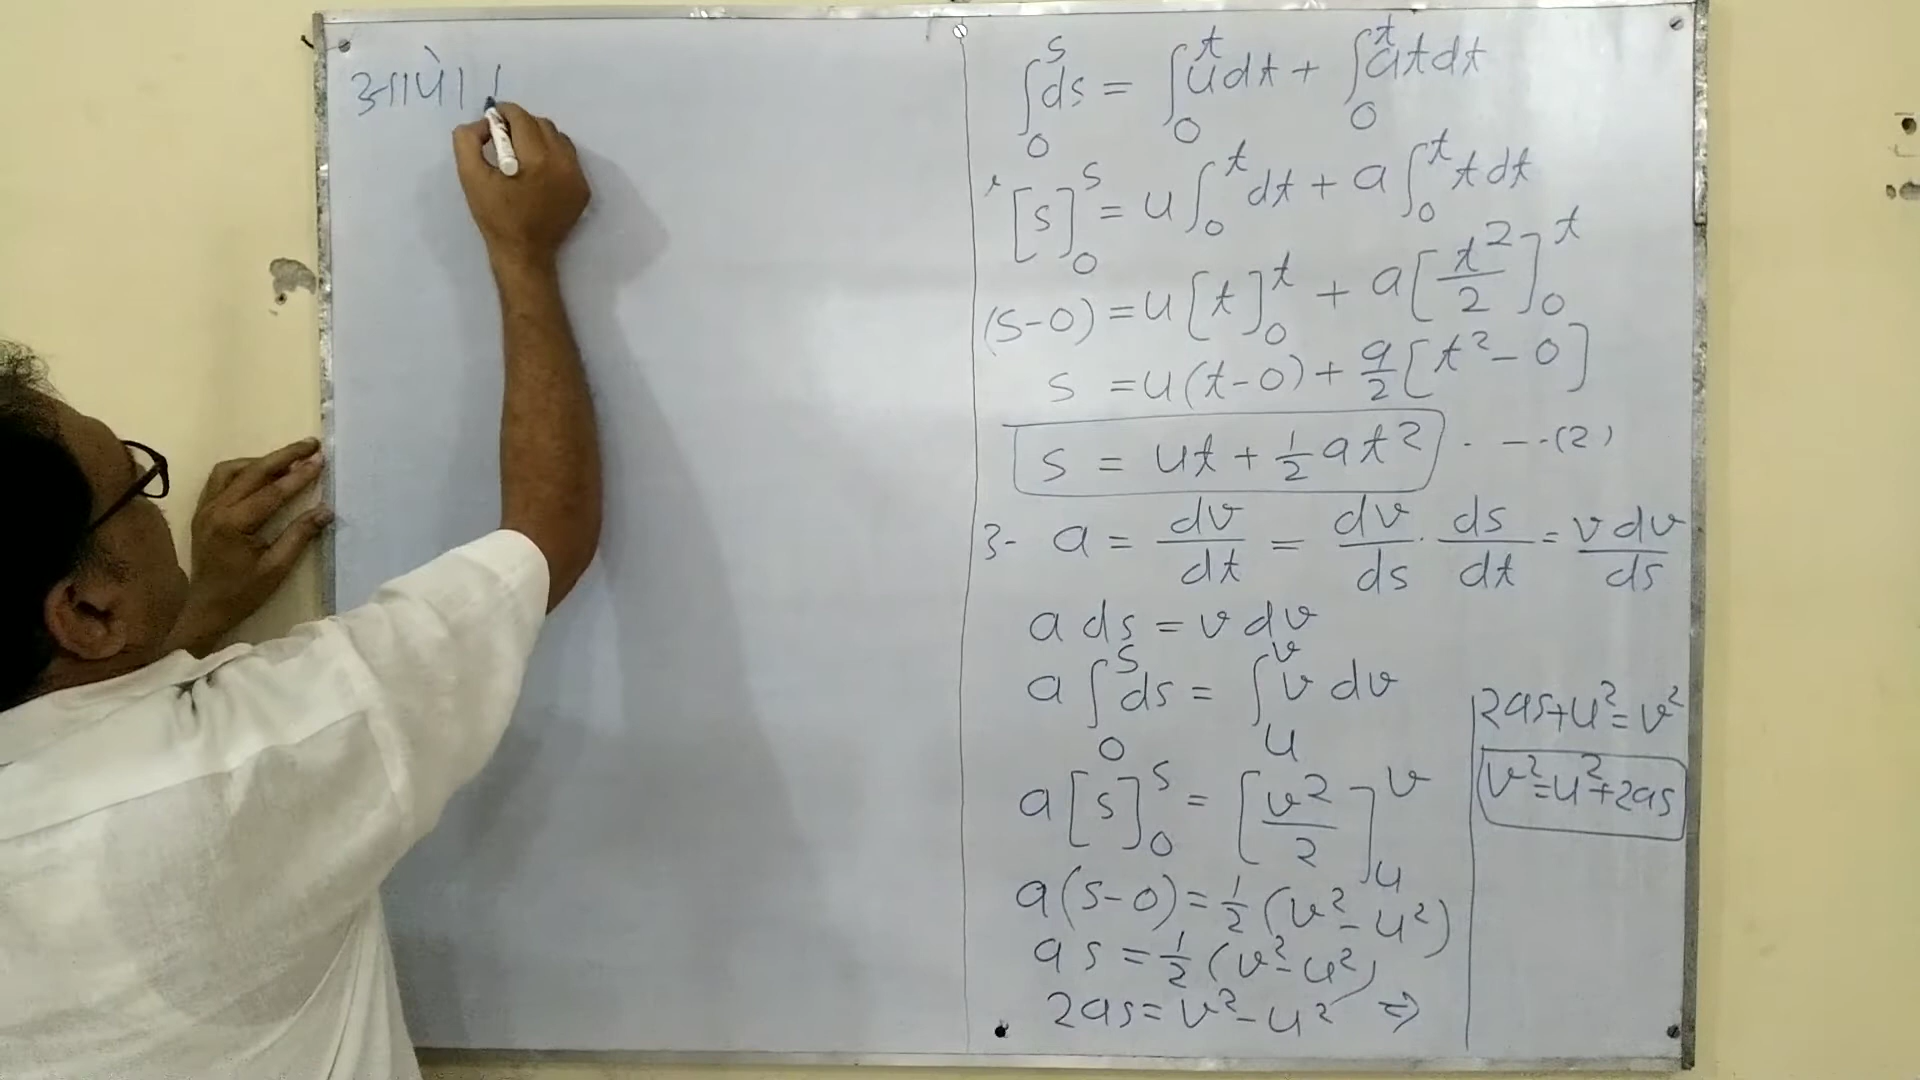 ∫₀ˢ ds = ∫₀ᵗ u dt + ∫₀ᵗ at dt
[s]₀ˢ = u ∫₀ᵗ dt + a ∫₀ᵗ t dt
(s-0) = u [t]₀ᵗ + a [t²/2]₀ᵗ
s = u(t-0) + a/2 [t² - 0]
s = ut + 1/2 at² . - - . (2)
3- a = dv/dt = dv/ds . ds/dt = v dv/ds
a ds = v dv
a ∫₀ˢ ds = ∫ᵤᵛ v dv
a [s]₀ˢ = [v²/2]ᵤᵛ
a (s-0) = 1/2 (v² - u²)
as = 1/2 (v² - u²)
2as = v² - u² ⇒
2as + u² = v²
v² = u² + 2as